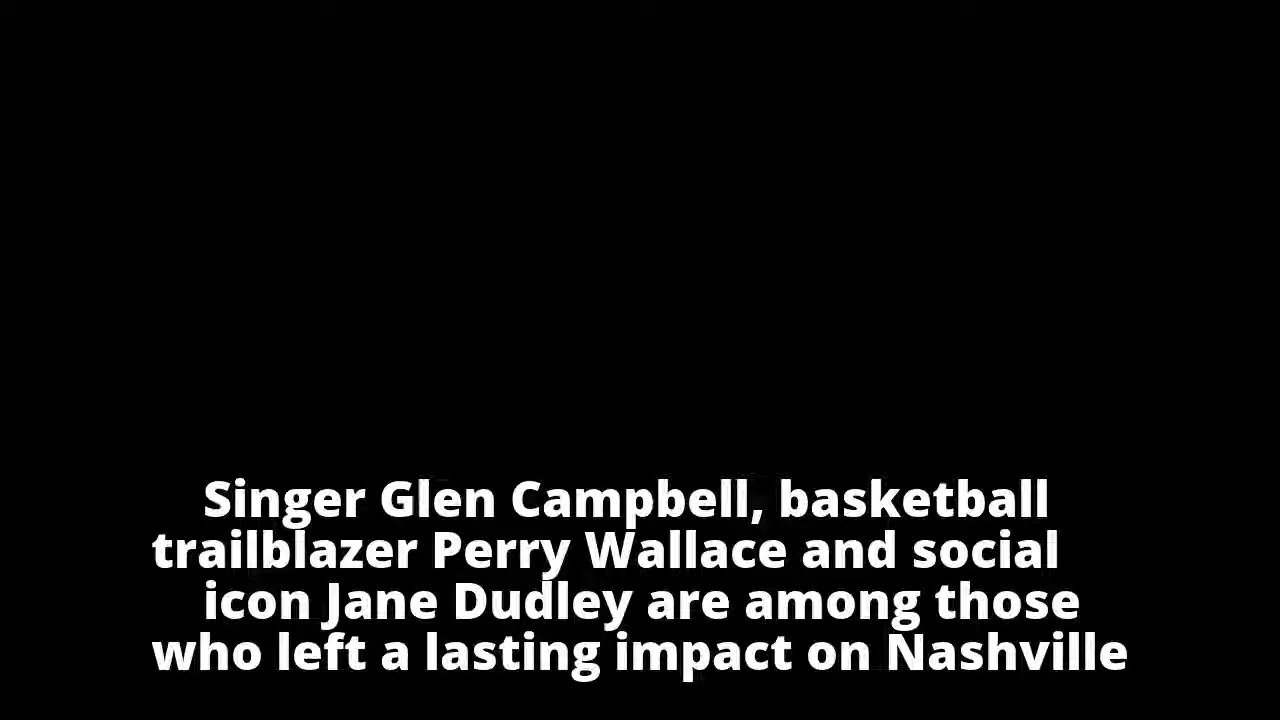 Singer Glen Campbell, basketball
trailblazer Perry Wallace and social
icon Jane Dudley are among those
who left a lasting impact on Nashville